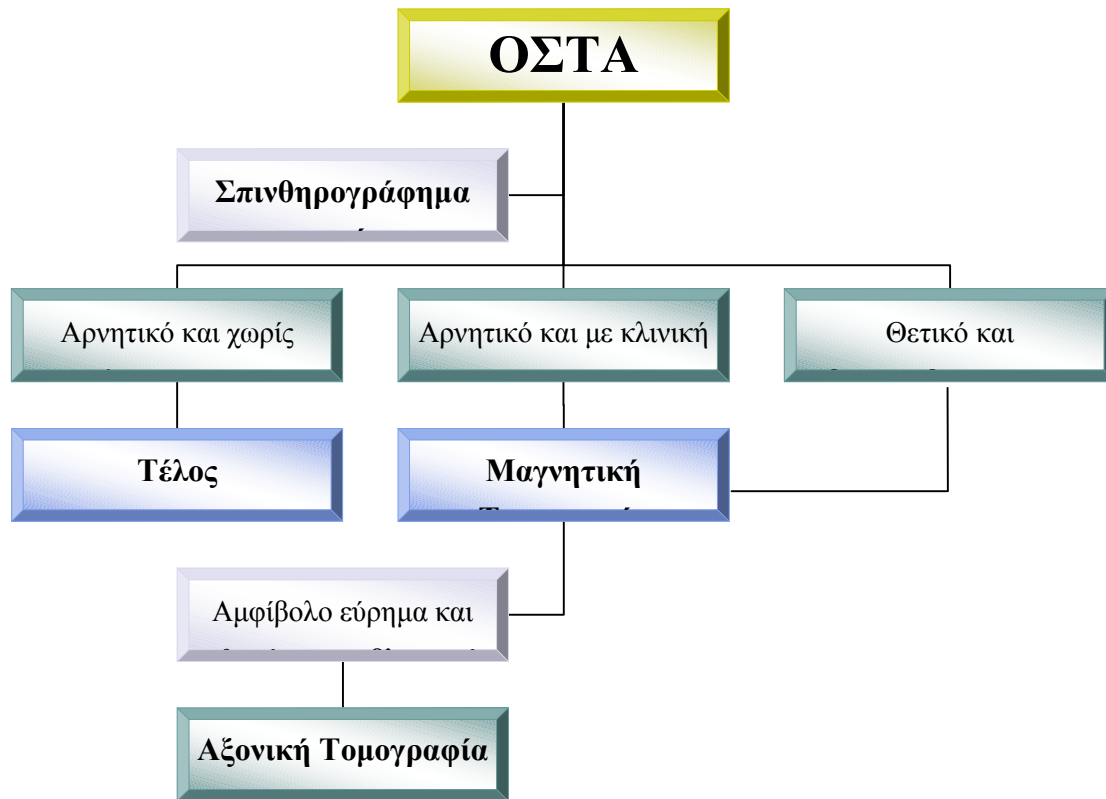 ΟΣΤΑ
Σπινθηρογράφημα
Αρνητικό και χωρίς
Αρνητικό και με κλινική
Θετικό και
Τέλος
Μαγνητική
Αμφίβολο εύρημα και
Αξονική Τομογραφία